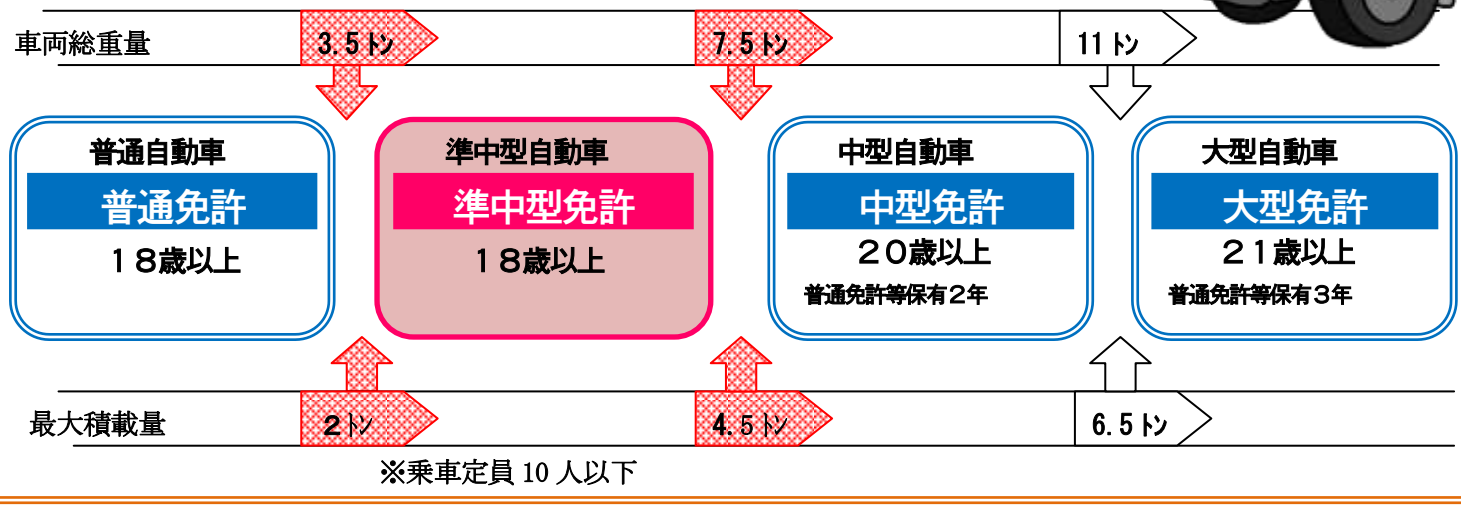 車両総重量 3.5トン 7.5トン 11トン
普通自動車 準中型自動車 中型自動車 大型自動車
普通免許 準中型免許 中型免許 大型免許
18歳以上 18歳以上 20歳以上 21歳以上
普通免許等保有2年 普通免許等保有3年
最大積載量 2トン 4.5トン 6.5トン
※乗車定員10人以下